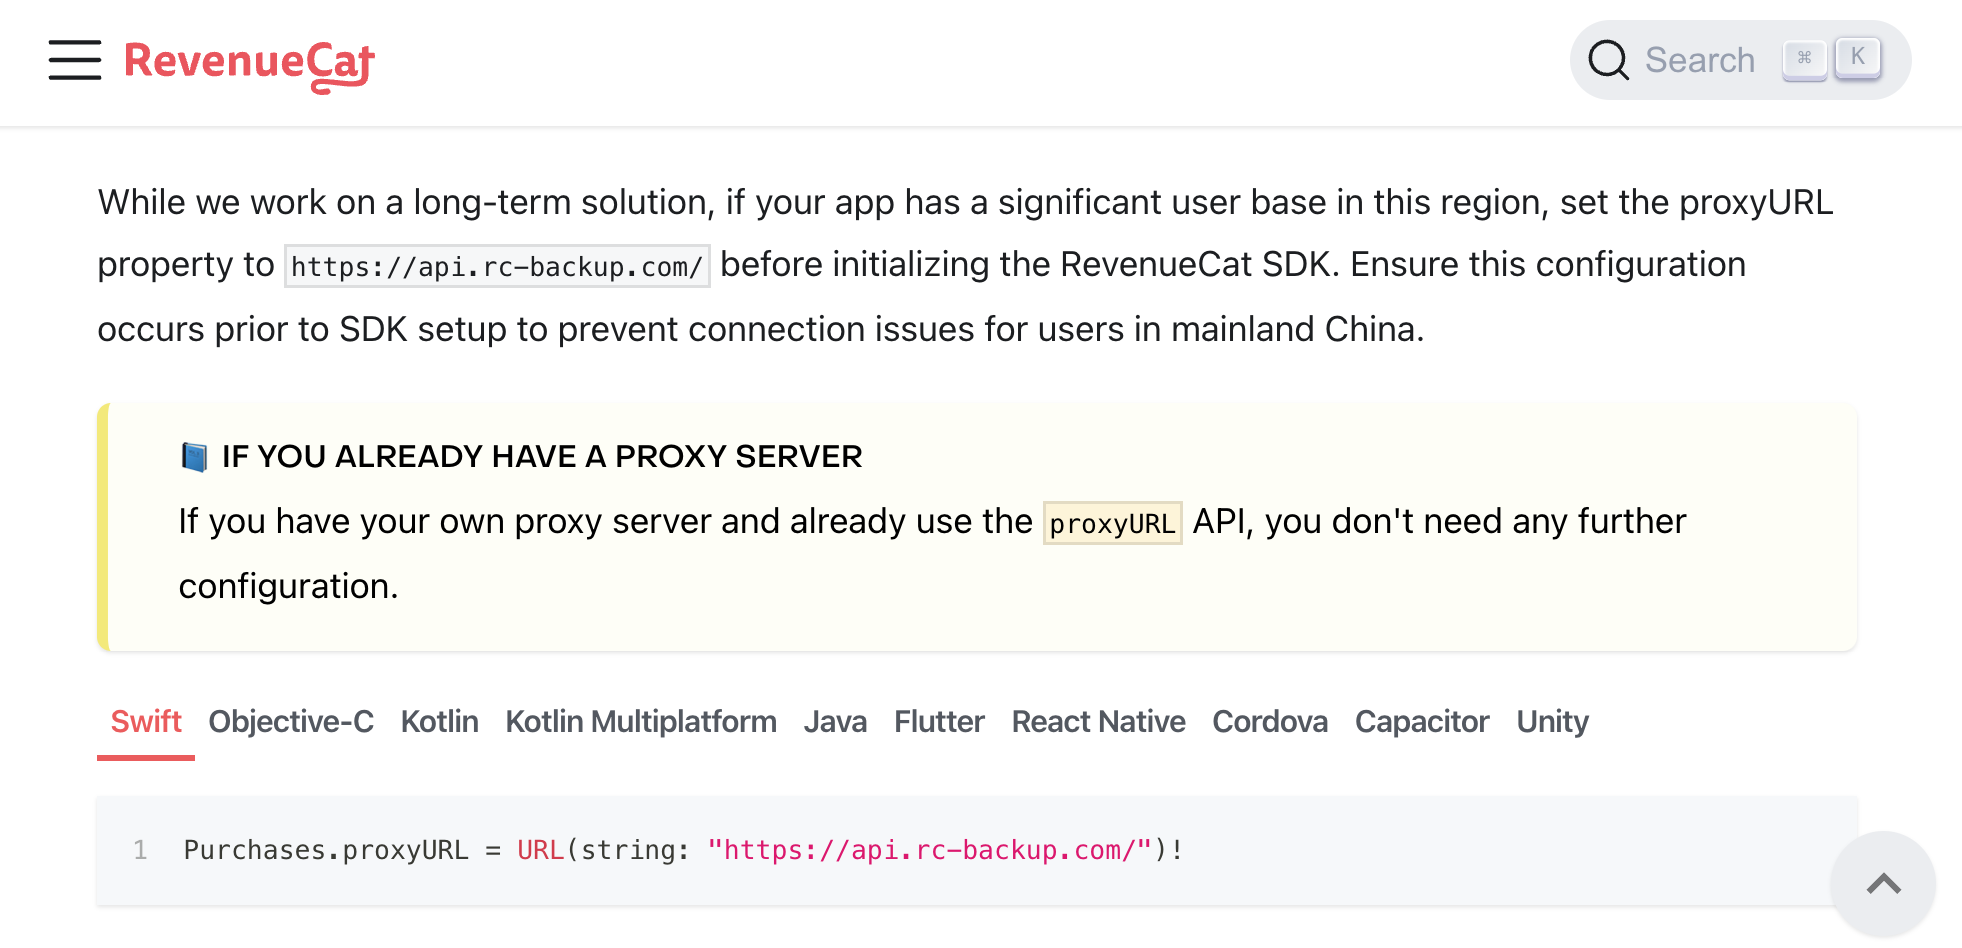 RevenueCat
Search ⌘ K
While we work on a long-term solution, if your app has a significant user base in this region, set the proxyURL
property to https://api.rc-backup.com/ before initializing the RevenueCat SDK. Ensure this configuration
occurs prior to SDK setup to prevent connection issues for users in mainland China.
📘 IF YOU ALREADY HAVE A PROXY SERVER
If you have your own proxy server and already use the proxyURL API, you don't need any further
configuration.
Swift Objective-C Kotlin Kotlin Multiplatform Java Flutter React Native Cordova Capacitor Unity
1 Purchases.proxyURL = URL(string: "https://api.rc-backup.com/")!